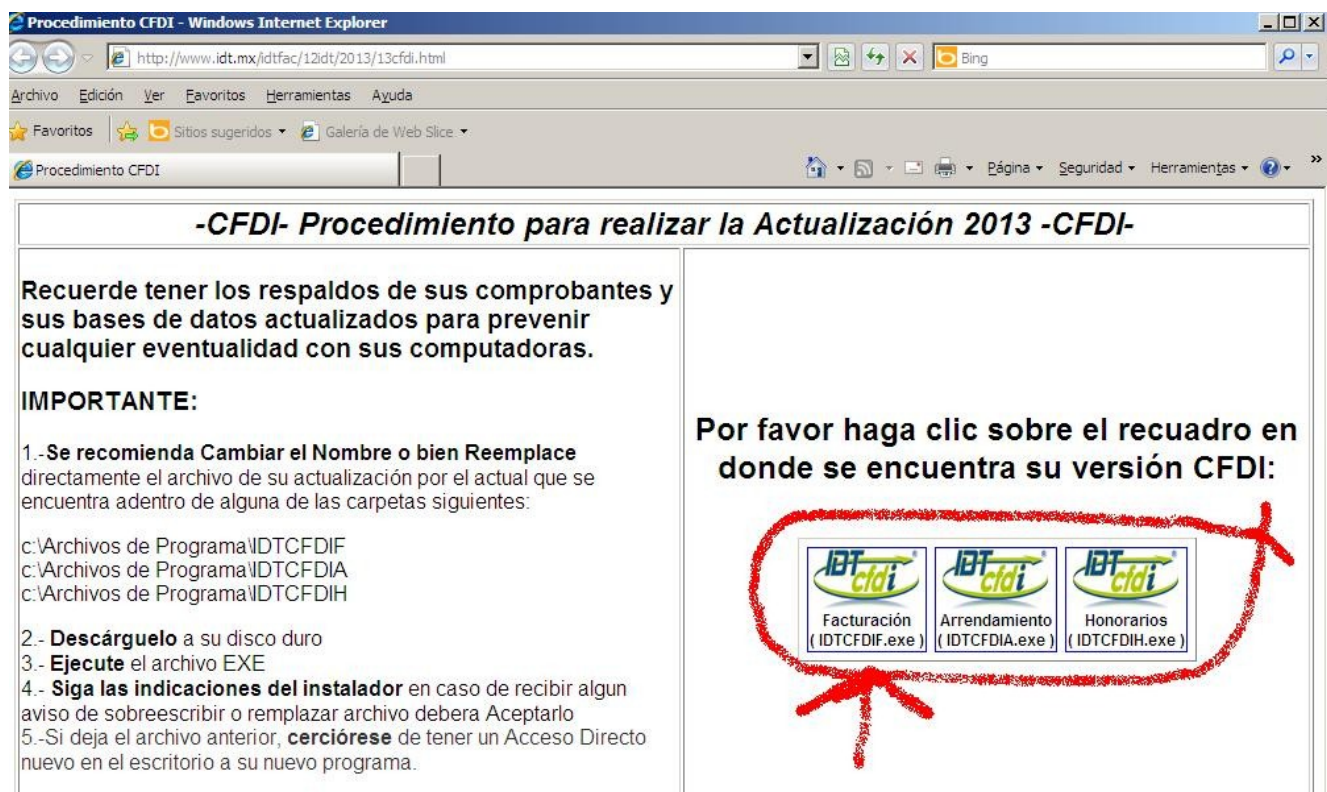 Procedimiento CFDI - Windows Internet Explorer
http://www.idt.mx/idtfac/12idt/2013/13cfdi.html
Bing
Archivo Edición Ver Favoritos Herramientas Ayuda
Favoritos Sitios sugeridos Galería de Web Slice
Procedimiento CFDI
Página Seguridad Herramientas
-CFDI- Procedimiento para realizar la Actualización 2013 -CFDI-
Recuerde tener los respaldos de sus comprobantes y
sus bases de datos actualizados para prevenir
cualquier eventualidad con sus computadoras.
IMPORTANTE:
1.-Se recomienda Cambiar el Nombre o bien Reemplace
directamente el archivo de su actualización por el actual que se
encuentra adentro de alguna de las carpetas siguientes:
c:\Archivos de Programa\IDTCFDIF
c:\Archivos de Programa\IDTCFDIA
c:\Archivos de Programa\IDTCFDIH
2.- Descárguelo a su disco duro
3.- Ejecute el archivo EXE
4.- Siga las indicaciones del instalador en caso de recibir algun
aviso de sobreescribir o remplazar archivo debera Aceptarlo
5.-Si deja el archivo anterior, cerciórese de tener un Acceso Directo
nuevo en el escritorio a su nuevo programa.
Por favor haga clic sobre el recuadro en
donde se encuentra su versión CFDI:
IDT cfdi IDT cfdi IDT cfdi
Facturación Arrendamiento Honorarios
( IDTCFDIF.exe ) ( IDTCFDIA.exe ) ( IDTCFDIH.exe )